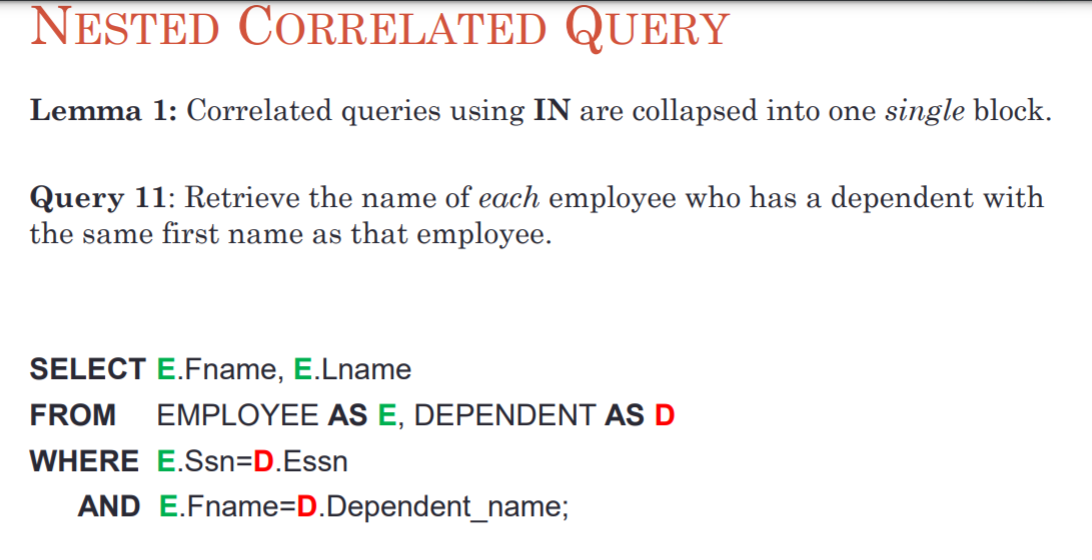 NESTED CORRELATED QUERY
Lemma 1: Correlated queries using IN are collapsed into one single block.
Query 11: Retrieve the name of each employee who has a dependent with
the same first name as that employee.
SELECT E.Fname, E.Lname
FROM EMPLOYEE AS E, DEPENDENT AS D
WHERE E.Ssn=D.Essn
AND E.Fname=D.Dependent_name;